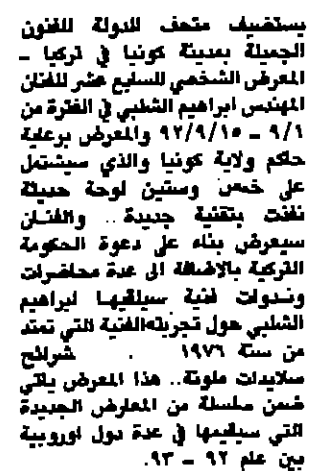 يستضيف متحف الدولة للفنون
الجميلة بمدينة كونيا في تركيا ـ
المعرض الشخصي السابع عشر للفنان
المهندس ابراهيم الشلبي في الفترة من
٩/١ ـ ٩٢/٩/١٥ والمعرض برعاية
حاكم ولاية كونيا والذي سيشتمل
على خمس وستين لوحة حديثة
نفذت بتقنية جديدة .. والفنان
سيعرض بناء على دعوة الحكومة
التركية بالاضافة الى عدة محاضرات
وندوات فنية سيلقيها ابراهيم
الشلبي حول تجربته الفنية التي تمتد
من سنة ١٩٧٦ . شرائح
سلايدات ملونة.. هذا المعرض ياتي
ضمن سلسلة من المعارض الجديدة
التي سيقيمها في عدة دول اوروبية
بين عام ٩٢ ـ ٩٣.